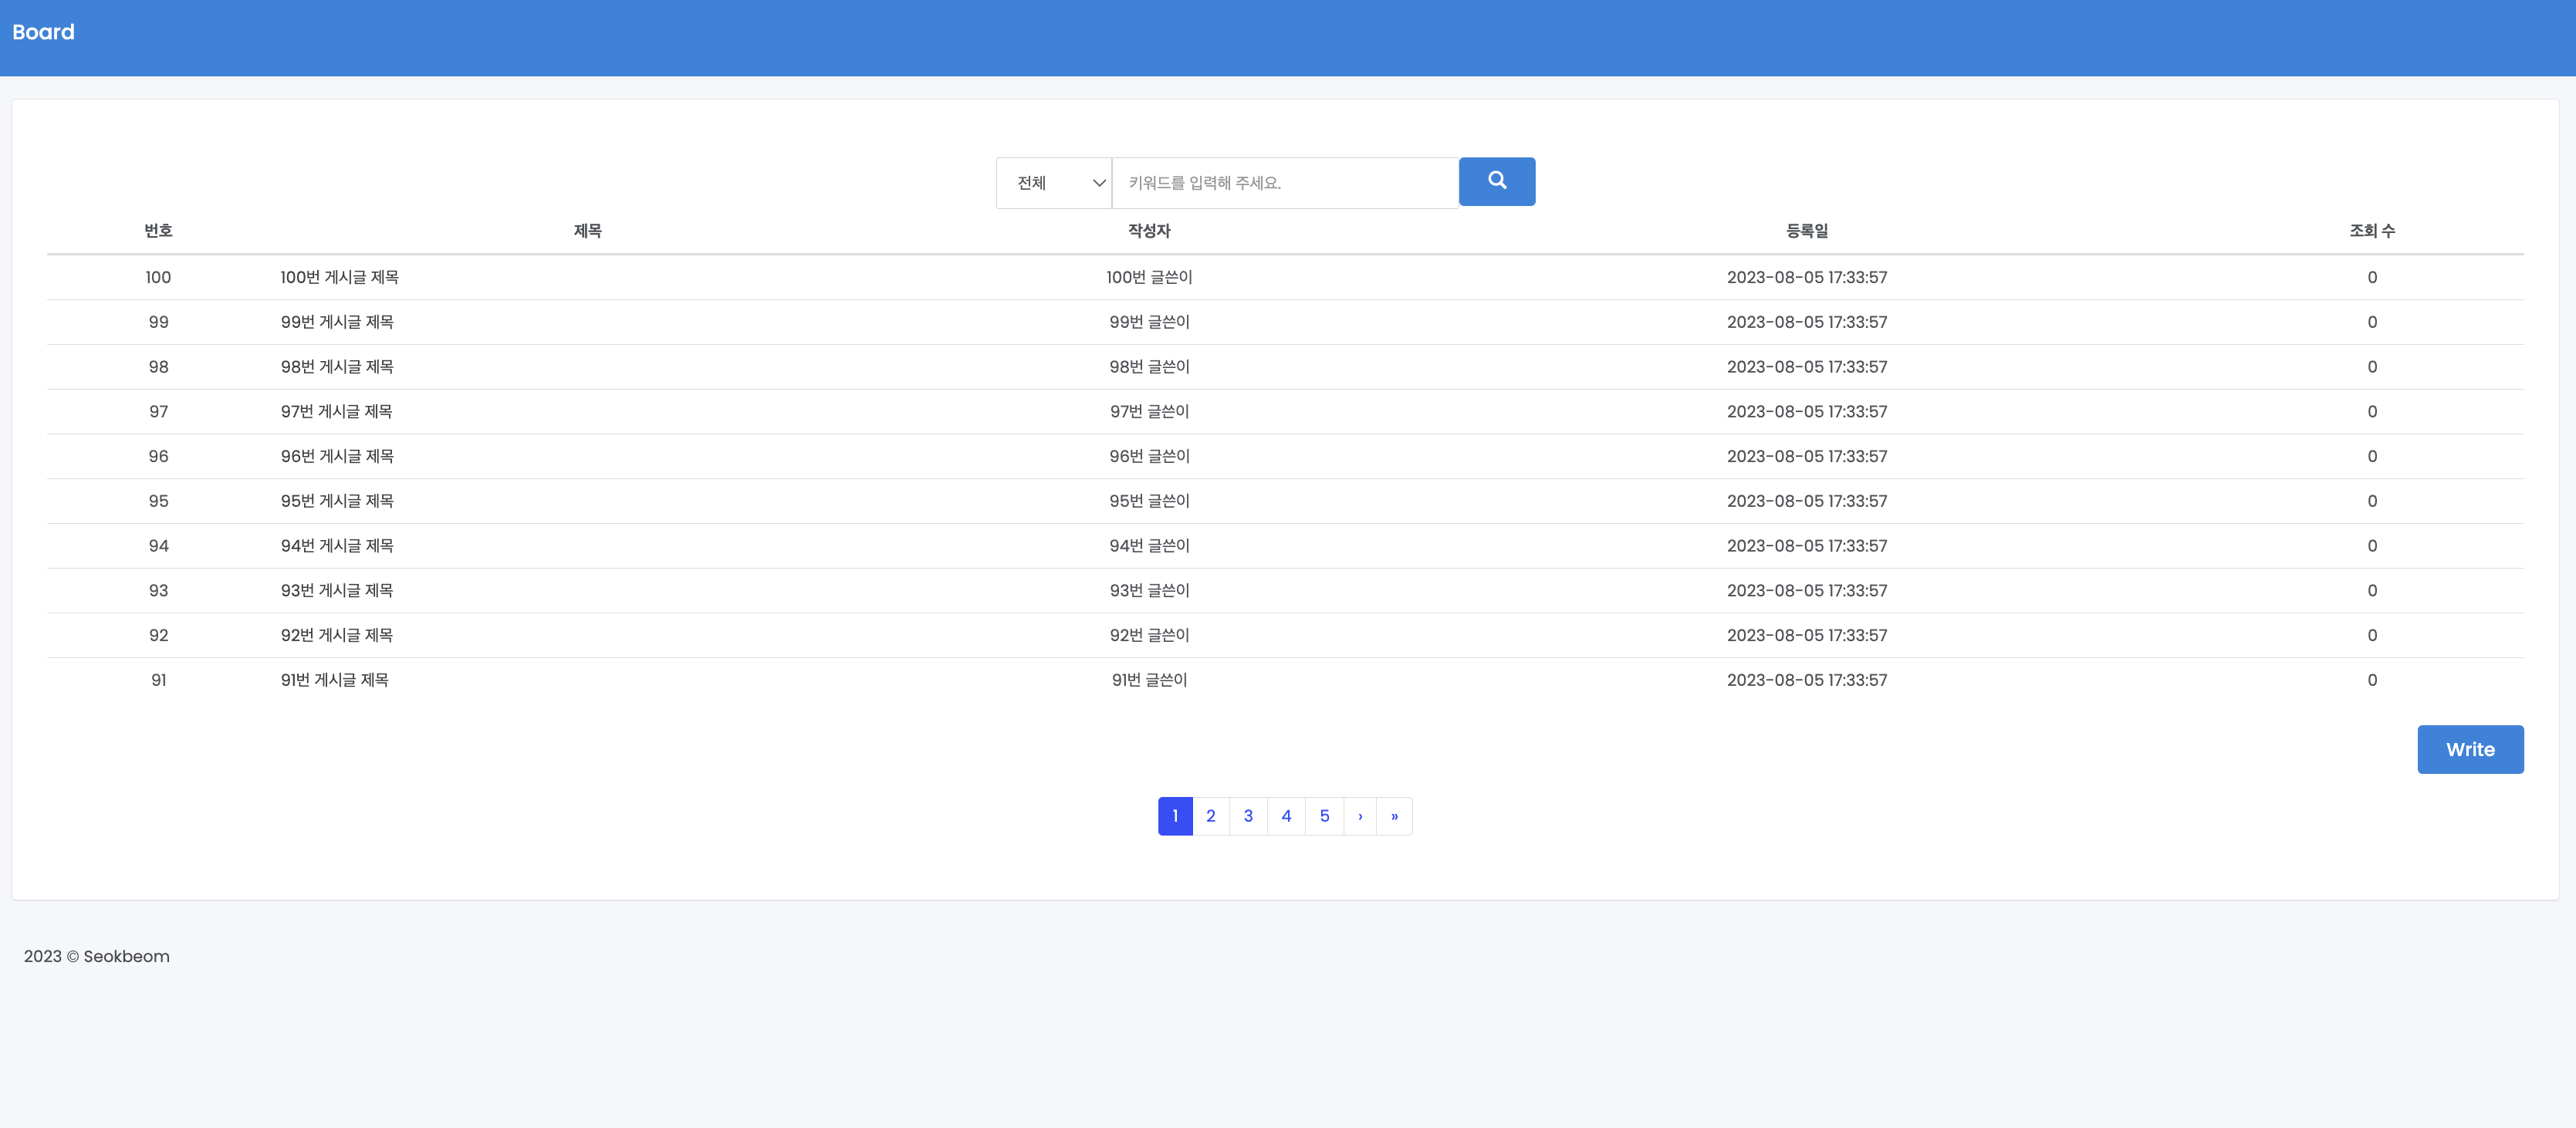 Board
전체 키워드를 입력해 주세요.
번호 제목 작성자 등록일 조회 수
100 100번 게시글 제목 100번 글쓴이 2023-08-05 17:33:57 0
99 99번 게시글 제목 99번 글쓴이 2023-08-05 17:33:57 0
98 98번 게시글 제목 98번 글쓴이 2023-08-05 17:33:57 0
97 97번 게시글 제목 97번 글쓴이 2023-08-05 17:33:57 0
96 96번 게시글 제목 96번 글쓴이 2023-08-05 17:33:57 0
95 95번 게시글 제목 95번 글쓴이 2023-08-05 17:33:57 0
94 94번 게시글 제목 94번 글쓴이 2023-08-05 17:33:57 0
93 93번 게시글 제목 93번 글쓴이 2023-08-05 17:33:57 0
92 92번 게시글 제목 92번 글쓴이 2023-08-05 17:33:57 0
91 91번 게시글 제목 91번 글쓴이 2023-08-05 17:33:57 0
Write
1 2 3 4 5 › »
2023 © Seokbeom